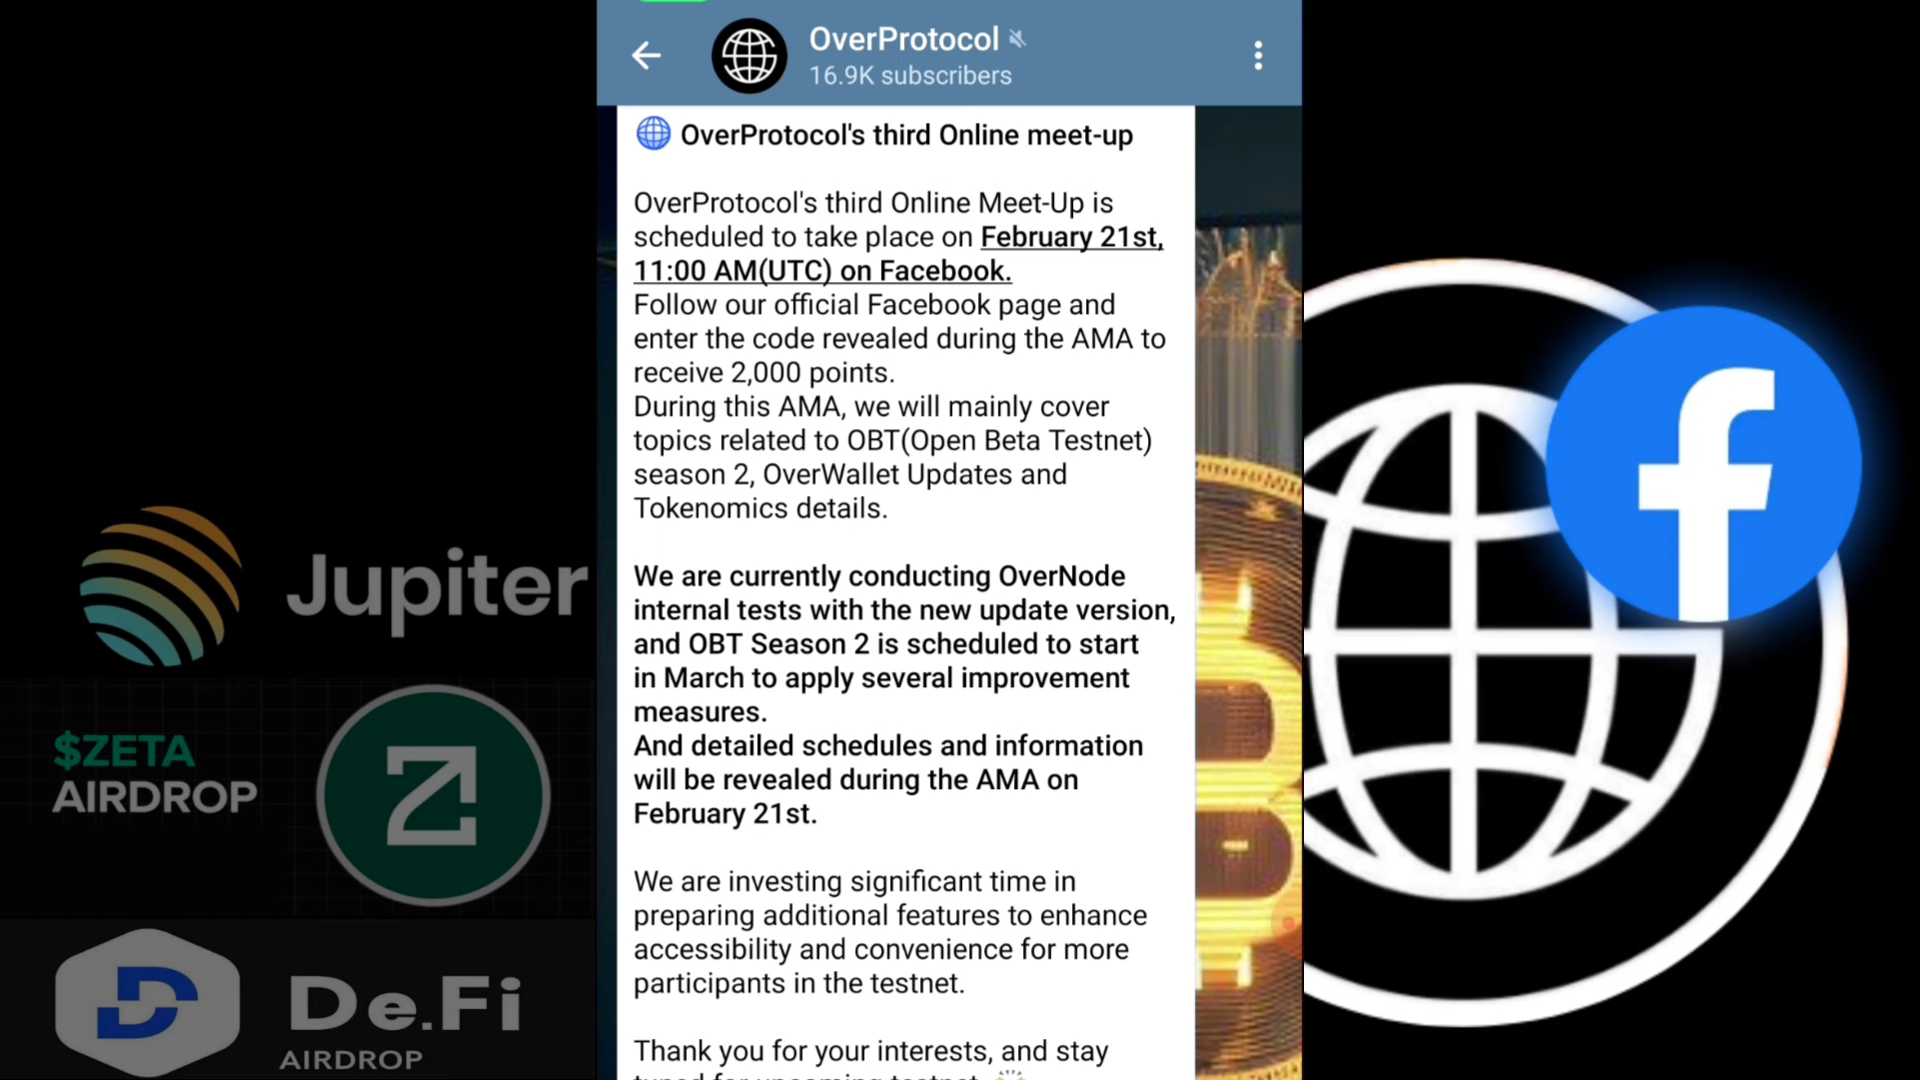 OverProtocol
16.9K subscribers
OverProtocol's third Online meet-up
OverProtocol's third Online Meet-Up is
scheduled to take place on February 21st,
11:00 AM(UTC) on Facebook.
Follow our official Facebook page and
enter the code revealed during the AMA to
receive 2,000 points.
During this AMA, we will mainly cover
topics related to OBT(Open Beta Testnet)
season 2, OverWallet Updates and
Tokenomics details.
We are currently conducting OverNode
internal tests with the new update version,
and OBT Season 2 is scheduled to start
in March to apply several improvement
measures.
And detailed schedules and information
will be revealed during the AMA on
February 21st.
We are investing significant time in
preparing additional features to enhance
accessibility and convenience for more
participants in the testnet.
Thank you for your interests, and stay
Jupiter
$ZETA
AIRDROP
De.Fi
AIRDROP